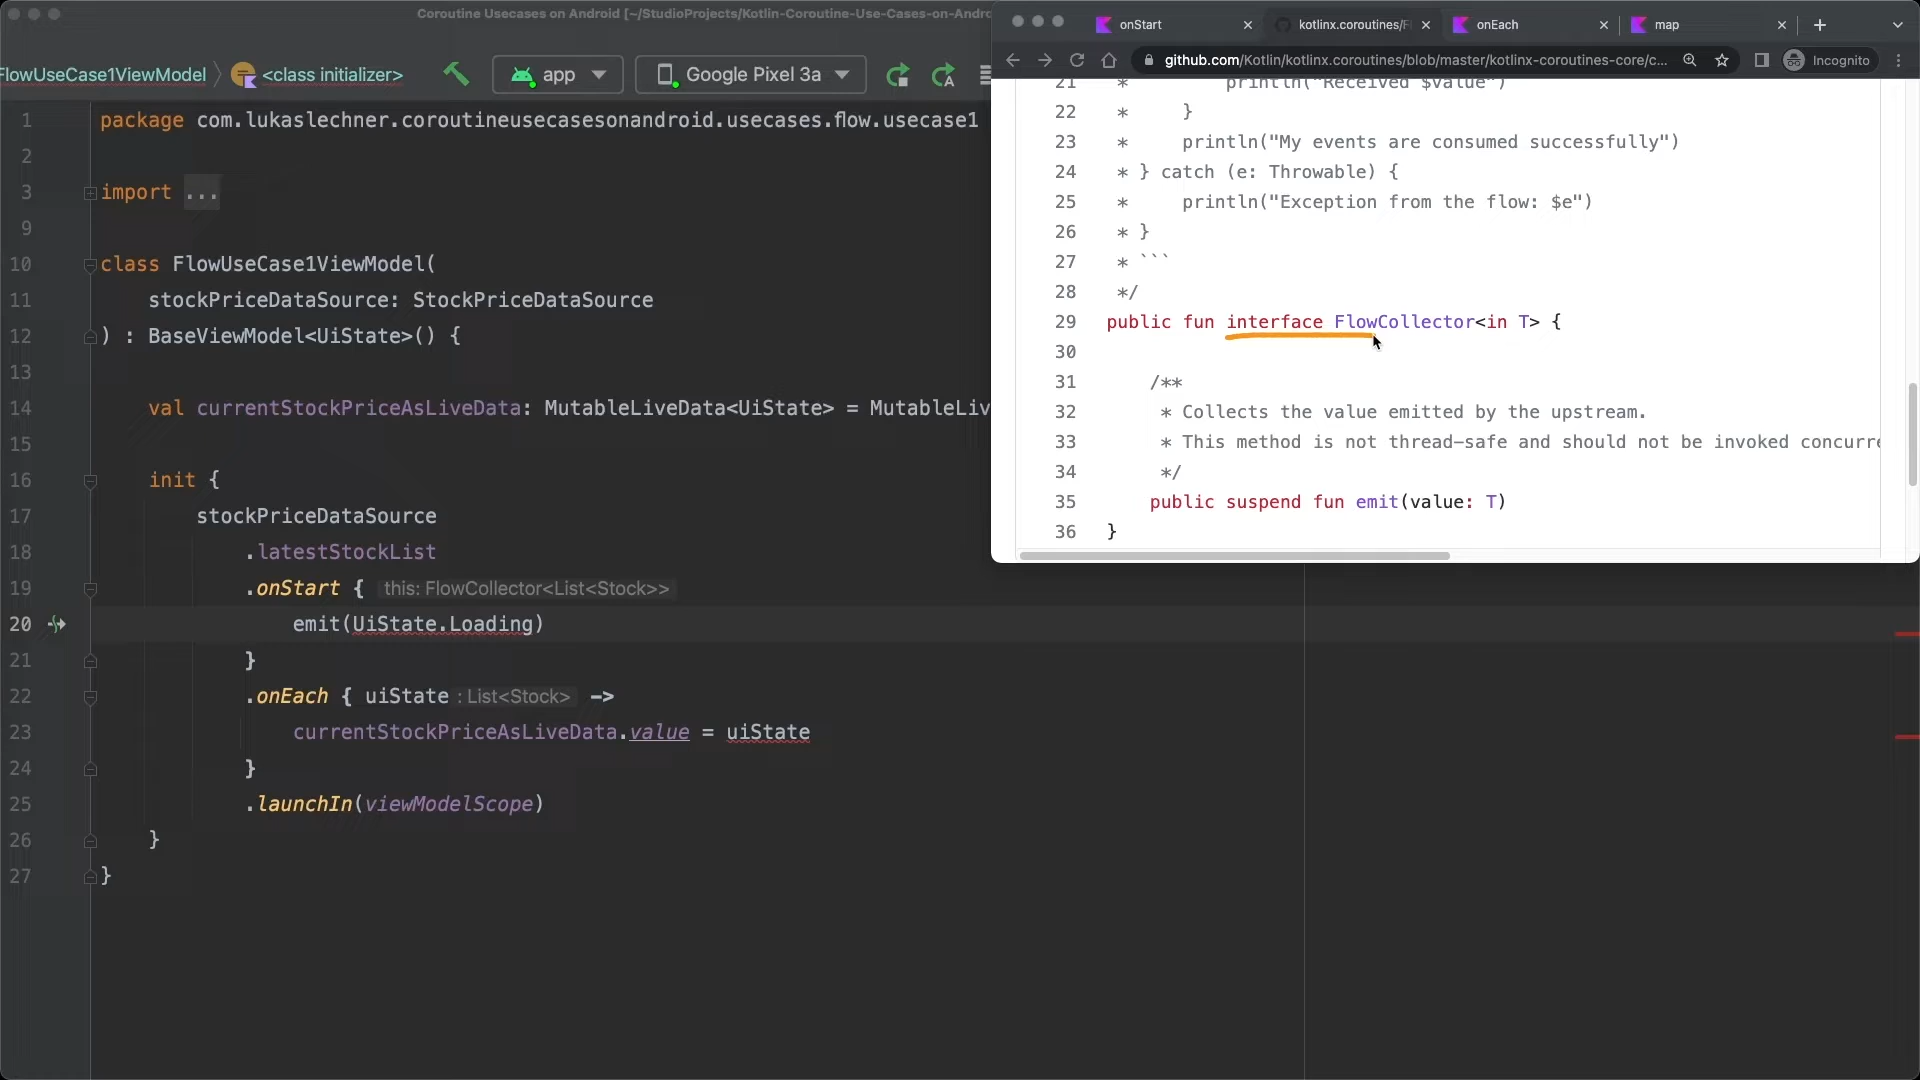 Coroutine Usecases on Android [~/StudioProjects/Kotlin-Coroutine-Use-Cases-on-Andro
FlowUseCase1ViewModel
<class initializer>
app
Google Pixel 3a
1 package com.lukaslechner.coroutineusecasesonandroid.usecases.flow.usecase1
2
3 import ...
9
10 class FlowUseCase1ViewModel(
11 stockPriceDataSource: StockPriceDataSource
12 ) : BaseViewModel<UiState>() {
13
14 val currentStockPriceAsLiveData: MutableLiveData<UiState> = MutableLiv
15
16 init {
17 stockPriceDataSource
18 .latestStockList
19 .onStart { this: FlowCollector<List<Stock>>
20 emit(UiState.Loading)
21 }
22 .onEach { uiState : List<Stock> ->
23 currentStockPriceAsLiveData.value = uiState
24 }
25 .launchIn(viewModelScope)
26 }
27 }
onStart
kotlinx.coroutines/F
onEach
map
github.com/Kotlin/kotlinx.coroutines/blob/master/kotlinx-coroutines-core/c...
Incognito
21 * println("Received $value")
22 * }
23 * println("My events are consumed successfully")
24 * } catch (e: Throwable) {
25 * println("Exception from the flow: $e")
26 * }
27 * ```
28 */
29 public fun interface FlowCollector<in T> {
30
31 /**
32 * Collects the value emitted by the upstream.
33 * This method is not thread-safe and should not be invoked concurre
34 */
35 public suspend fun emit(value: T)
36 }